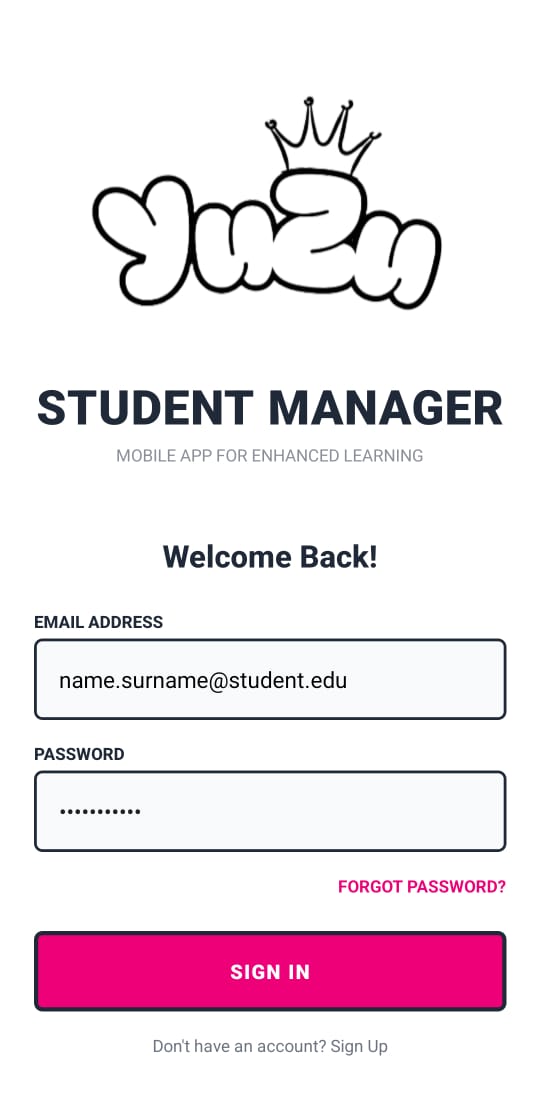 yuzu
STUDENT MANAGER
MOBILE APP FOR ENHANCED LEARNING
Welcome Back!
EMAIL ADDRESS
name.surname@student.edu
PASSWORD
•••••••••••
FORGOT PASSWORD?
SIGN IN
Don't have an account? Sign Up